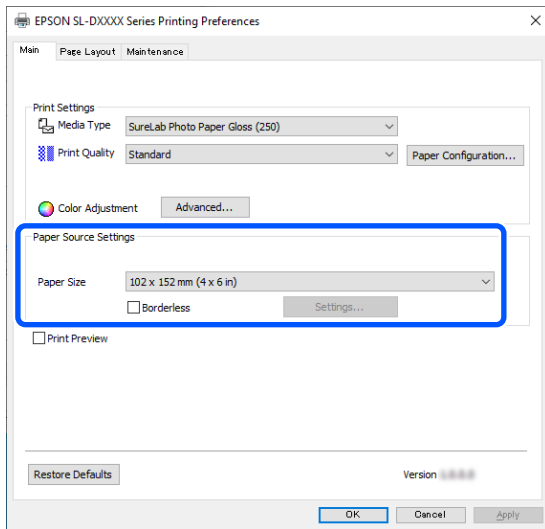 EPSON SL-DXXXX Series Printing Preferences
Main Page Layout Maintenance
Print Settings
Media Type SureLab Photo Paper Gloss (250)
Print Quality Standard Paper Configuration...
Color Adjustment Advanced...
Paper Source Settings
Paper Size 102 x 152 mm (4 x 6 in)
Borderless Settings...
Print Preview
Restore Defaults Version
OK Cancel Apply